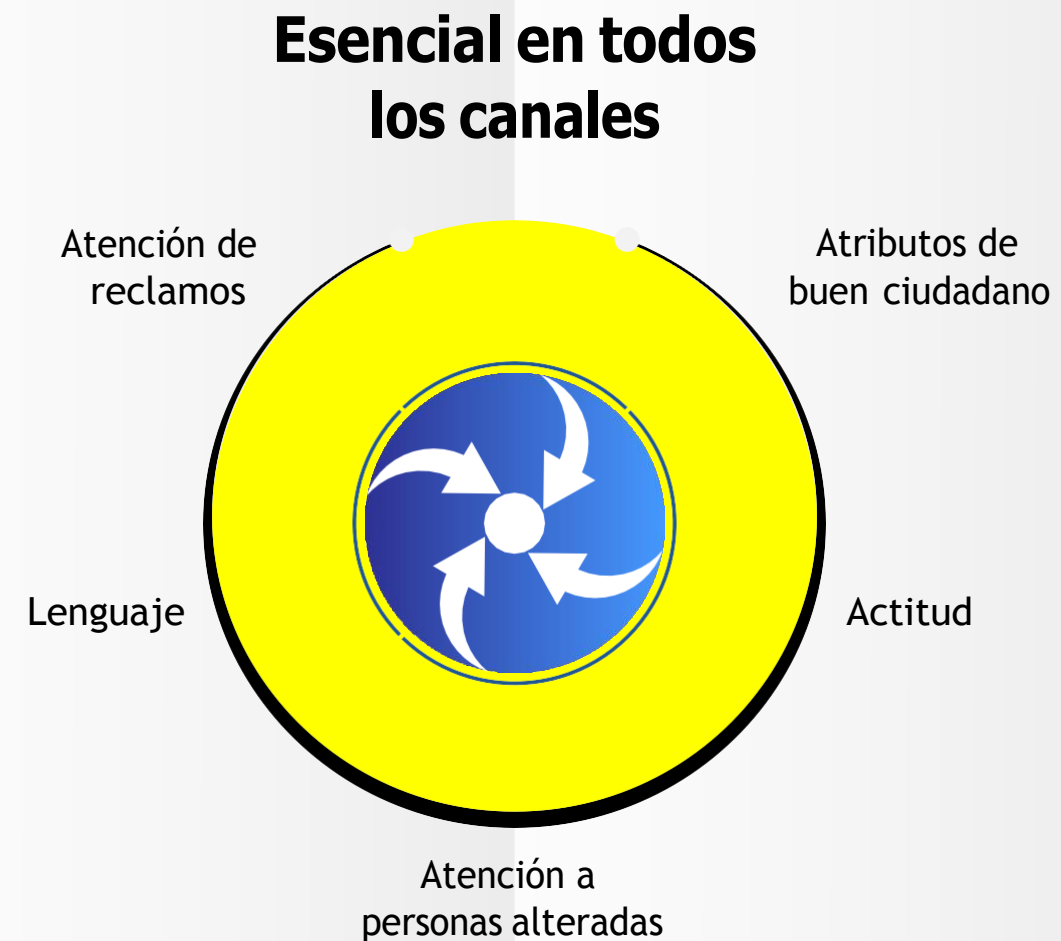 Esencial en todos
los canales
Atención de
reclamos
Atributos de
buen ciudadano
Lenguaje
Actitud
Atención a
personas alteradas